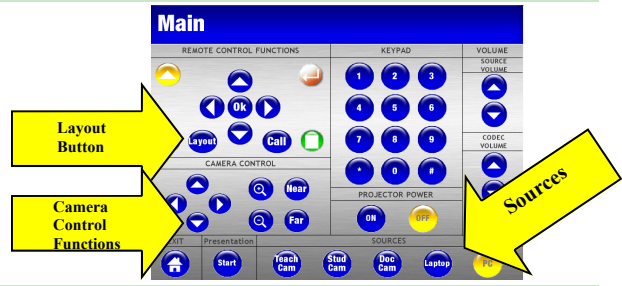 Main
REMOTE CONTROL FUNCTIONS
KEYPAD
VOLUME
SOURCE
VOLUME
1 2 3
Ok
4 5 6
Layout
Button
Layout
Call
7 8 9
CODEC
VOLUME
CAMERA CONTROL
* 0 #
Near
PROJECTOR POWER
Sources
Camera
Control
Functions
Far
ON
OFF
EXIT
Presentation
SOURCES
Start
Teach
Cam
Stud
Cam
Doc
Cam
Laptop
PC